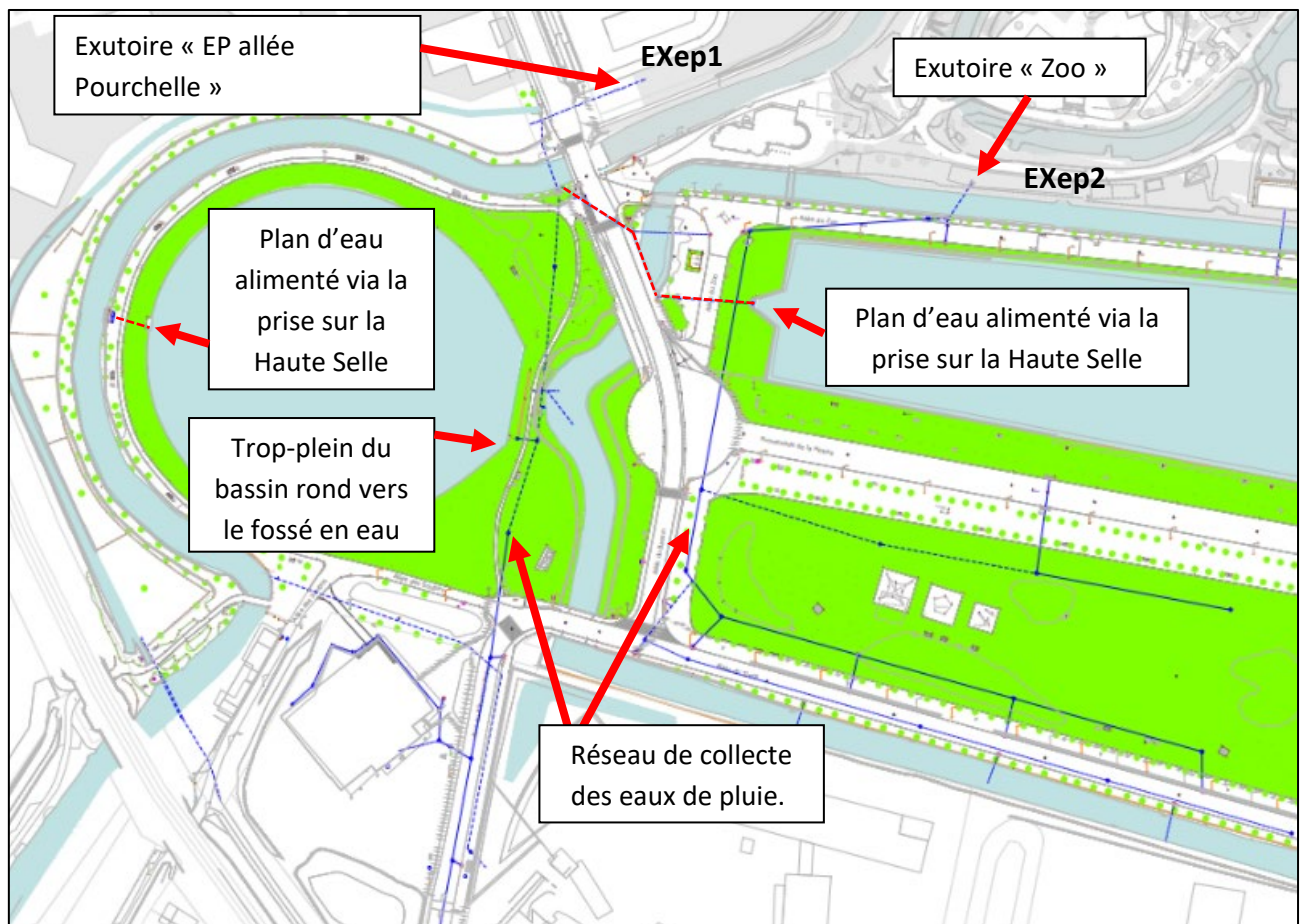 Exutoire « EP allée
Pourchelle »
EXep1
Exutoire « Zoo »
EXep2
Plan d’eau
alimenté via la
prise sur la
Haute Selle
Plan d’eau alimenté via la
prise sur la Haute Selle
Trop-plein du
bassin rond vers
le fossé en eau
Réseau de collecte
des eaux de pluie.